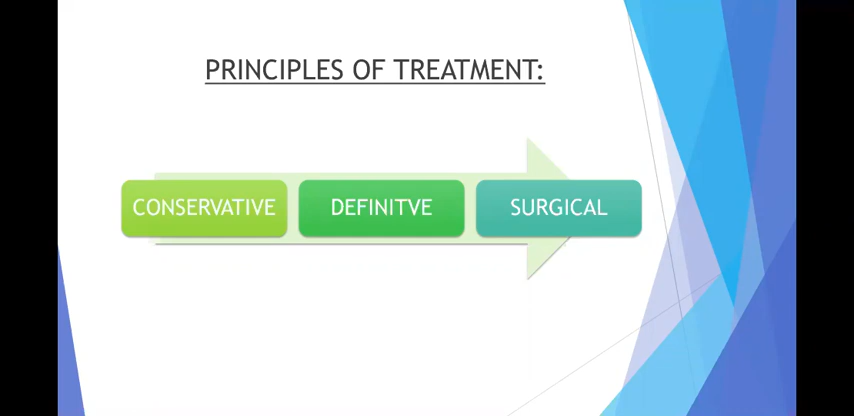 PRINCIPLES OF TREATMENT:
CONSERVATIVE
DEFINITVE
SURGICAL